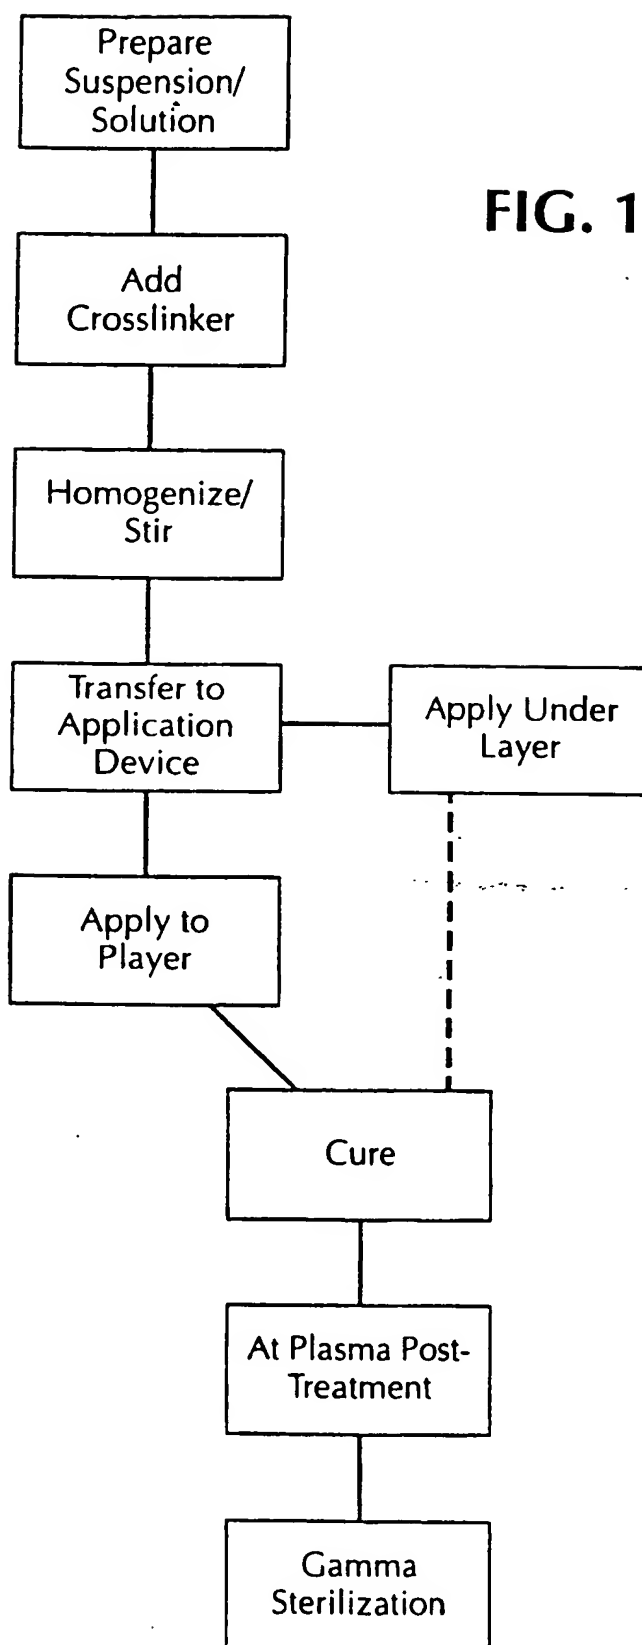 Prepare
Suspension/
Solution
FIG. 1
Add
Crosslinker
Homogenize/
Stir
Transfer to
Application
Device
Apply Under
Layer
Apply to
Player
Cure
At Plasma Post-
Treatment
Gamma
Sterilization